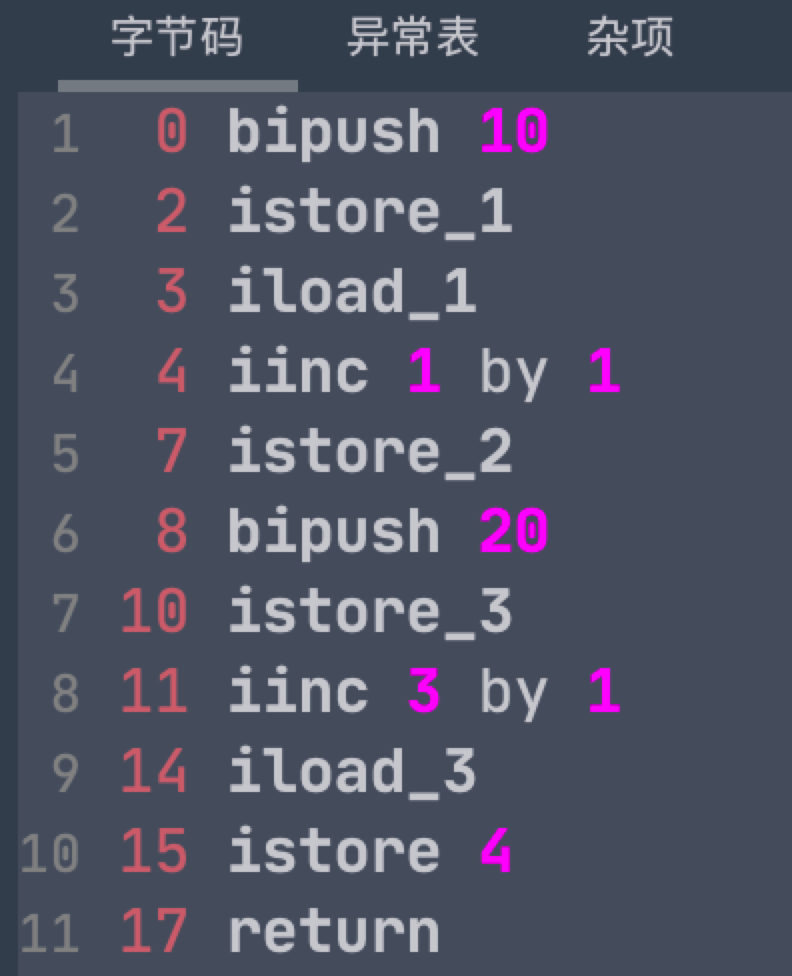 字节码 异常表 杂项
1 0 bipush 10
2 2 istore_1
3 3 iload_1
4 4 iinc 1 by 1
5 7 istore_2
6 8 bipush 20
7 10 istore_3
8 11 iinc 3 by 1
9 14 iload_3
10 15 istore 4
11 17 return